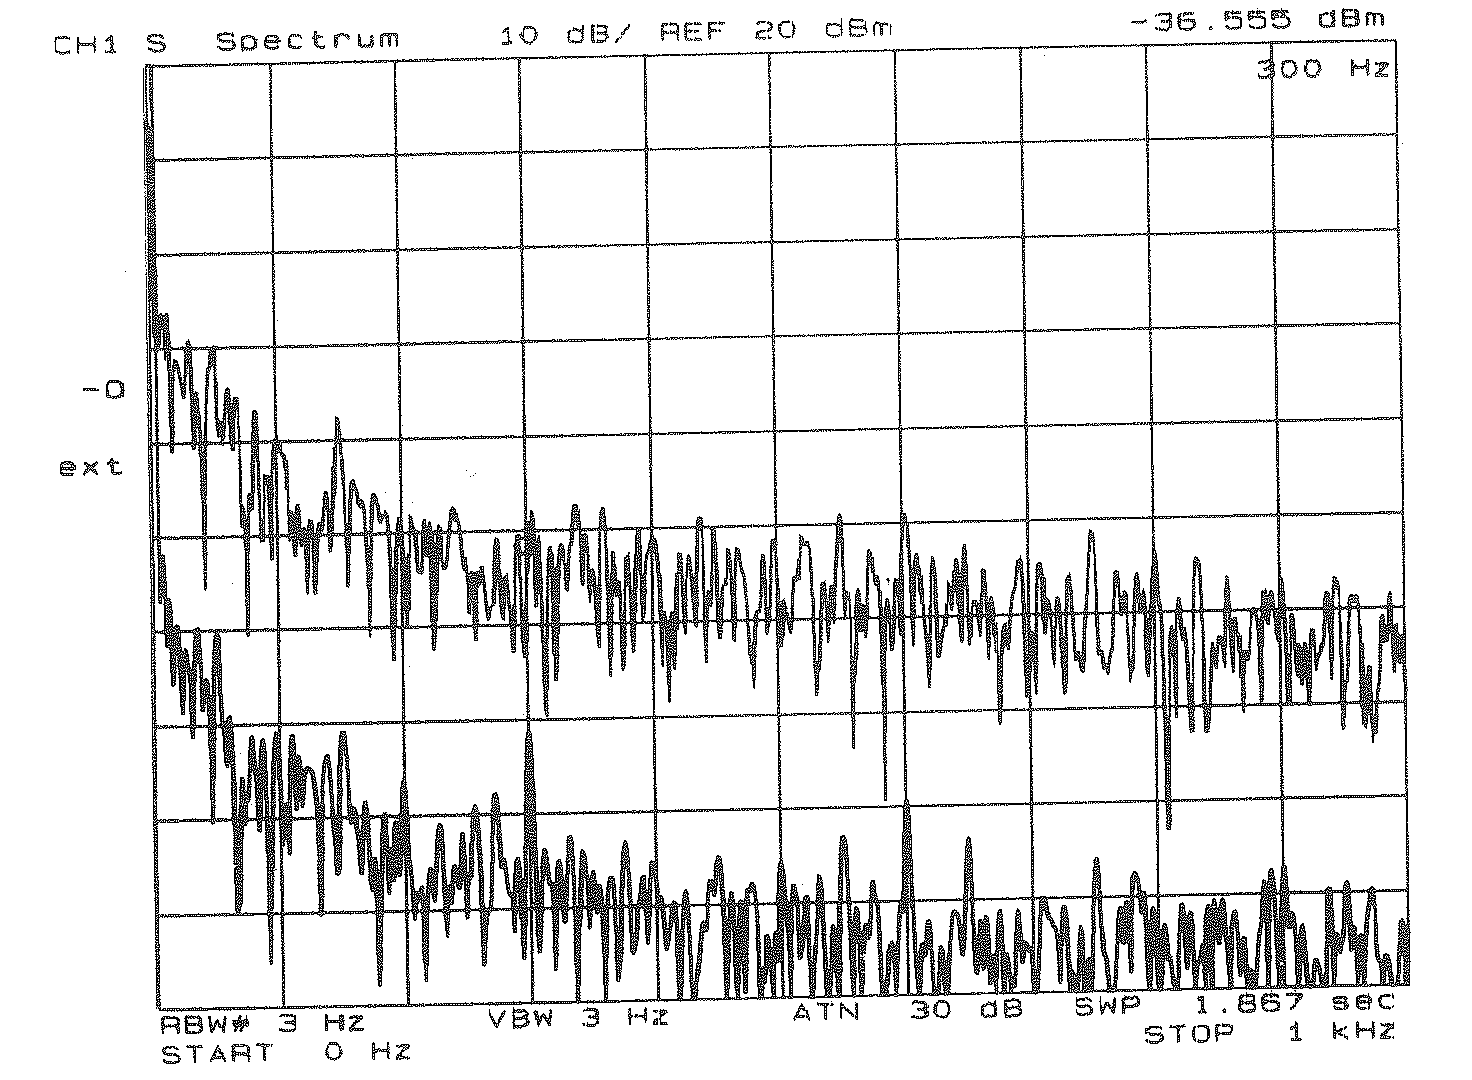 CH1 S Spectrum 10 dB/ REF 20 dBm -36.555 dBm
300 Hz
-0
ext
RBW# 3 Hz VBW 3 Hz ATN 30 dB SWP 1.867 sec
START 0 Hz STOP 1 kHz